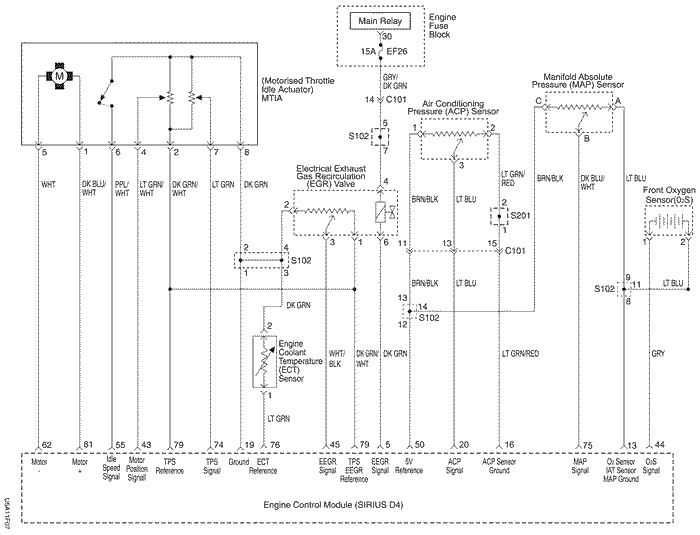 Main Relay
Engine
Fuse
Block
30
15A
EF26
GRY/
DK GRN
14
C101
(Motorised Throttle
Idle Actuator)
MTIA
M
Air Conditioning
Pressure (ACP) Sensor
Manifold Absolute
Pressure (MAP) Sensor
C
A
B
5
S102
7
1
2
3
5
1
6
4
2
7
8
WHT
DK BLU/
WHT
PPL/
WHT
LT GRN/
WHT
DK GRN/
WHT
LT GRN
DK GRN
Electrical Exhaust
Gas Recirculation
(EGR) Valve
4
2
3
1
6
BRN/BLK
LT BLU
LT GRN/
RED
BRN/BLK
DK BLU/
WHT
LT BLU
2
S201
1
Front Oxygen
Sensor(O₂S)
1
2
2
4
S102
1
3
11
13
15
C101
BRN/BLK
LT BLU
9
S102
11
8
LT BLU
DK GRN
13
14
12
S102
2
Engine
Coolant
Temperature
(ECT)
Sensor
1
WHT/
BLK
DK GRN/
WHT
DK GRN
LT GRN/RED
GRY
LT GRN
62
61
55
43
79
74
19
76
45
79
5
50
20
16
75
13
44
Motor
-
Motor
+
Idle
Speed
Signal
Motor
Position
Signal
TPS
Reference
TPS
Signal
Ground
ECT
Reference
EEGR
Signal
TPS
EEGR
Reference
EEGR
Signal
5V
Reference
ACP
Signal
ACP Sensor
Ground
MAP
Signal
O₂ Sensor
IAT Sensor
MAP Ground
O₂S
Signal
Engine Control Module (SIRIUS D4)